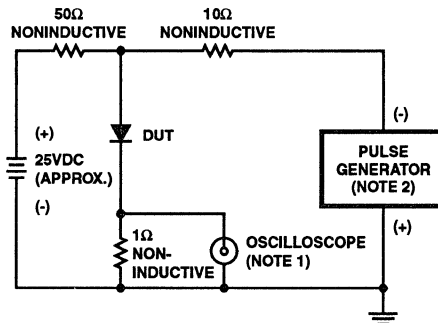 50Ω
NONINDUCTIVE
10Ω
NONINDUCTIVE
(+)
25VDC
(APPROX.)
(-)
DUT
1Ω
NON-
INDUCTIVE
OSCILLOSCOPE
(NOTE 1)
(-)
PULSE
GENERATOR
(NOTE 2)
(+)